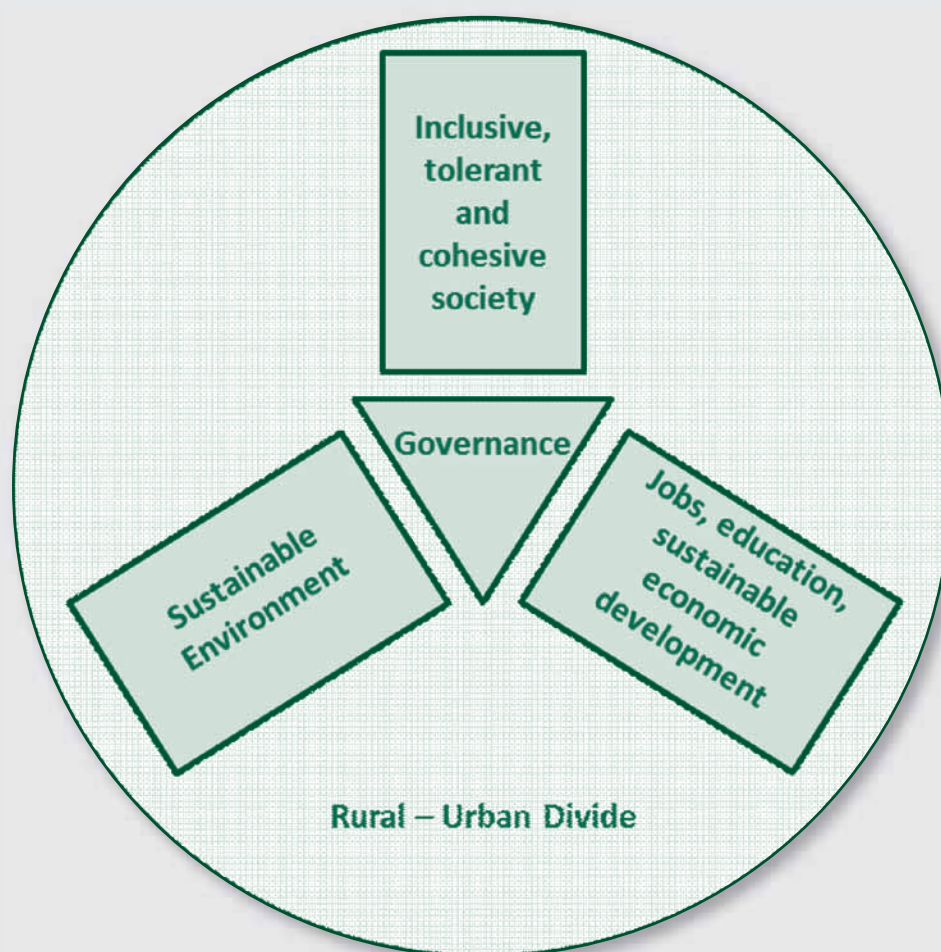 Inclusive,
tolerant
and
cohesive
society
Governance
Sustainable
Environment
Jobs, education,
sustainable
economic
development
Rural – Urban Divide